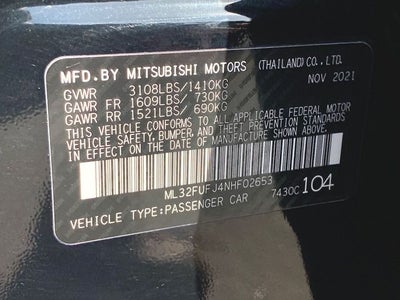 MFD.BY MITSUBISHI MOTORS (THAILAND) CO.,LTD.
NOV 2021
GVWR 3108LBS/1410KG
GAWR FR 1609LBS/ 730KG
GAWR RR 1521LBS/ 690KG
THIS VEHICLE CONFORMS TO ALL APPLICABLE FEDERAL MOTOR
VEHICLE SAFETY, BUMPER, AND THEFT PREVENTION STANDARDS
IN EFFECT ON THE DATE OF MANUFACTURE SHOWN ABOVE.
ML32FUFJ4NHF02653
VEHICLE TYPE:PASSENGER CAR 7430C 104